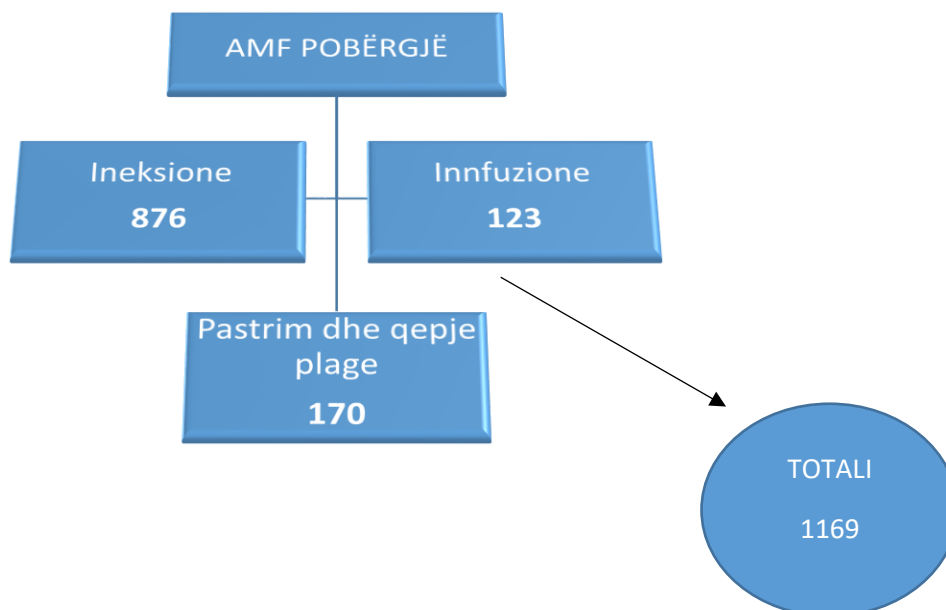 AMF POBËRGJË
Ineksione
876
Innfuzione
123
Pastrim dhe qepje
plage
170
TOTALI
1169